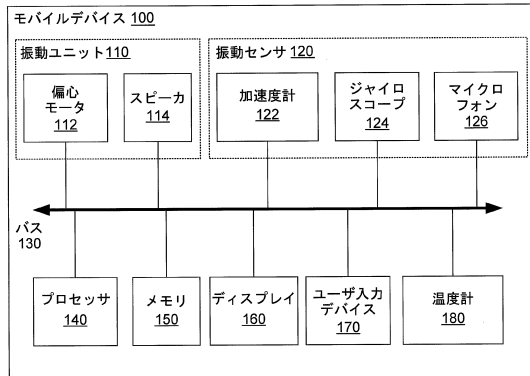 モバイルデバイス 100
振動ユニット110
振動センサ 120
偏心
モータ
112
スピーカ
114
加速度計
122
ジャイロ
スコープ
124
マイクロ
フォン
126
バス
130
プロセッサ
140
メモリ
150
ディスプレイ
160
ユーザ入力
デバイス
170
温度計
180